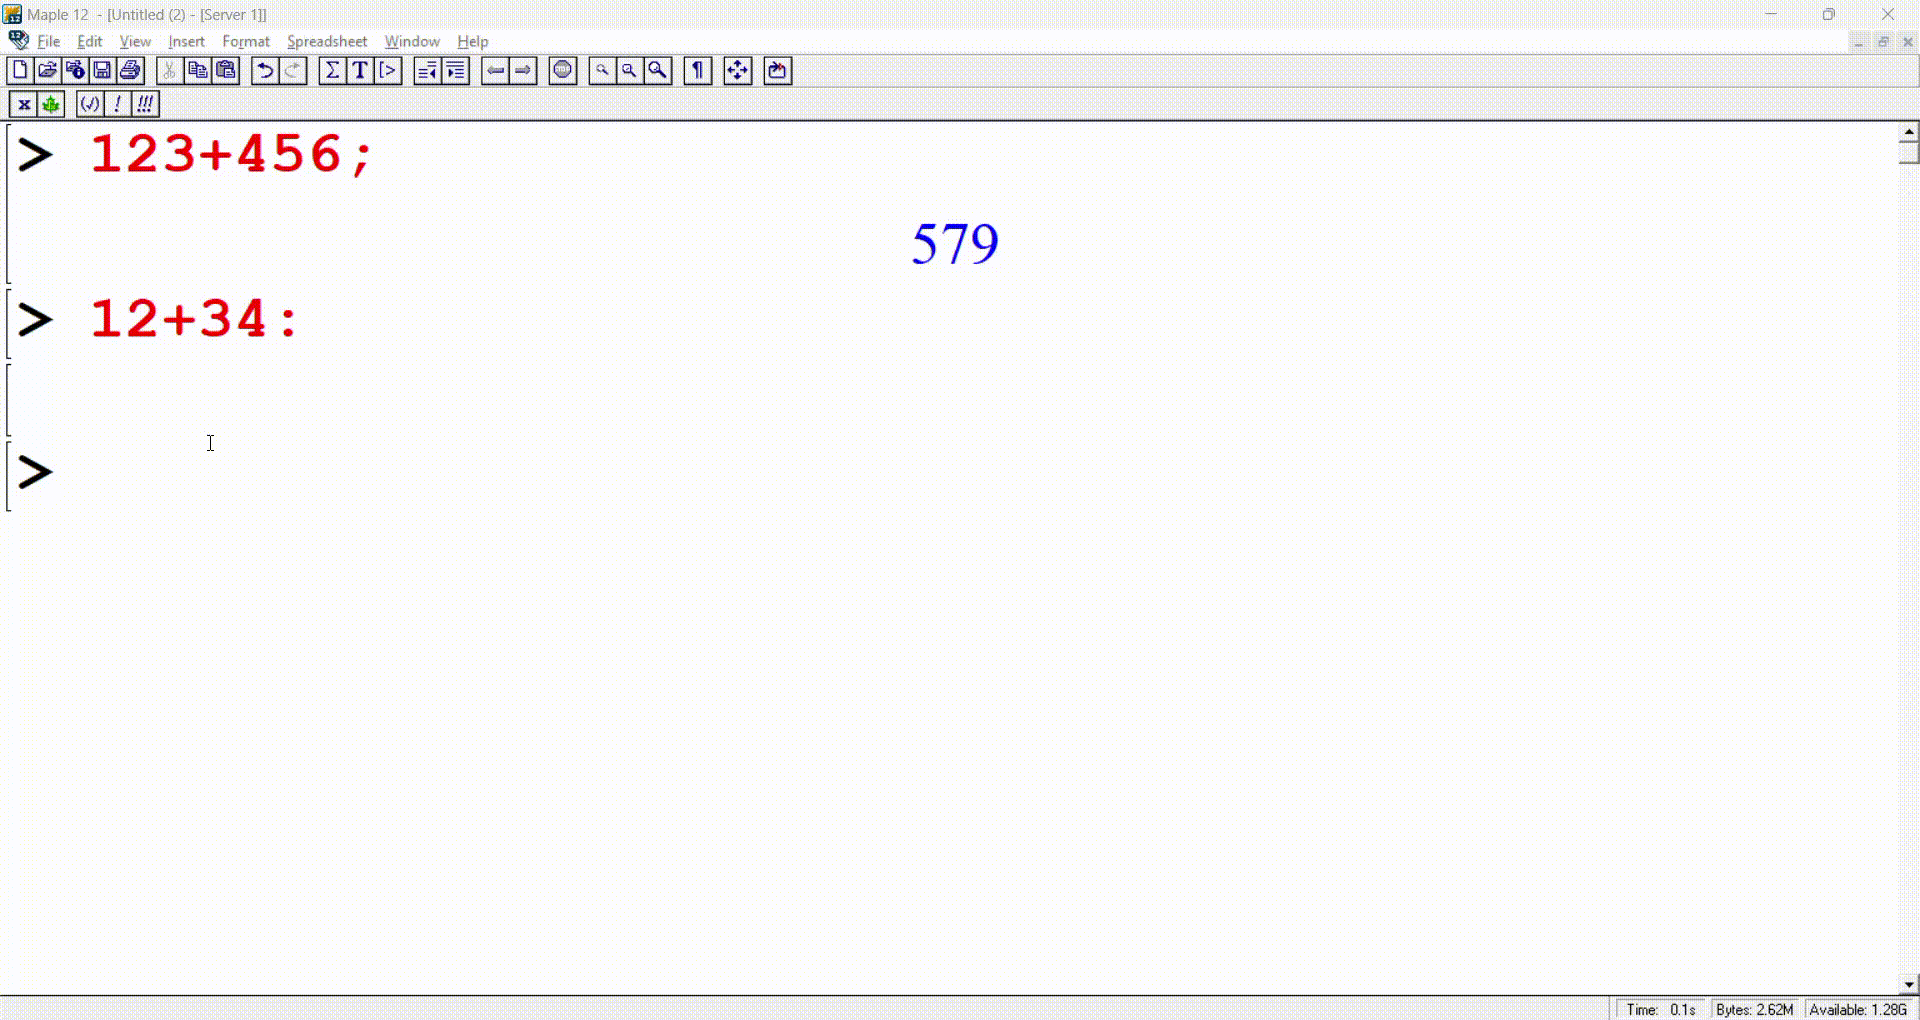 Maple 12 - [Untitled (2) - [Server 1]]
File Edit View Insert Format Spreadsheet Window Help
> 123+456;
579
> 12+34:
>
Time: 0.1s Bytes: 2.62M Available: 1.28G